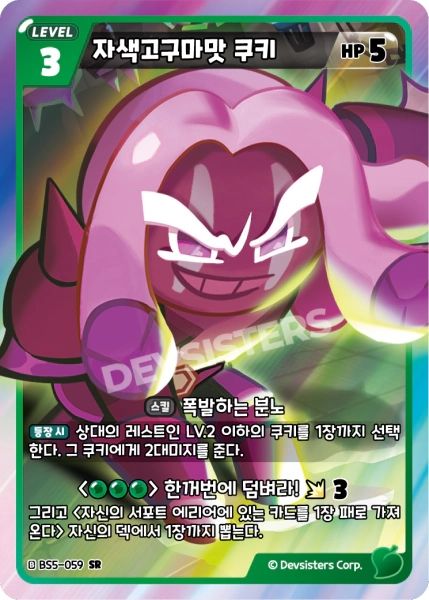 LEVEL
3
자색고구마맛 쿠키
HP 5
DEVSISTERS
스킬 폭발하는 분노
등장 시 상대의 레스트인 LV.2 이하의 쿠키를 1장까지 선택
한다. 그 쿠키에게 2대미지를 준다.
한꺼번에 덤벼라! 3
그리고 <자신의 서포트 에리어에 있는 카드를 1장 패로 가져
온다> 자신의 덱에서 1장까지 뽑는다.
BS5-059 SR
© Devsisters Corp.